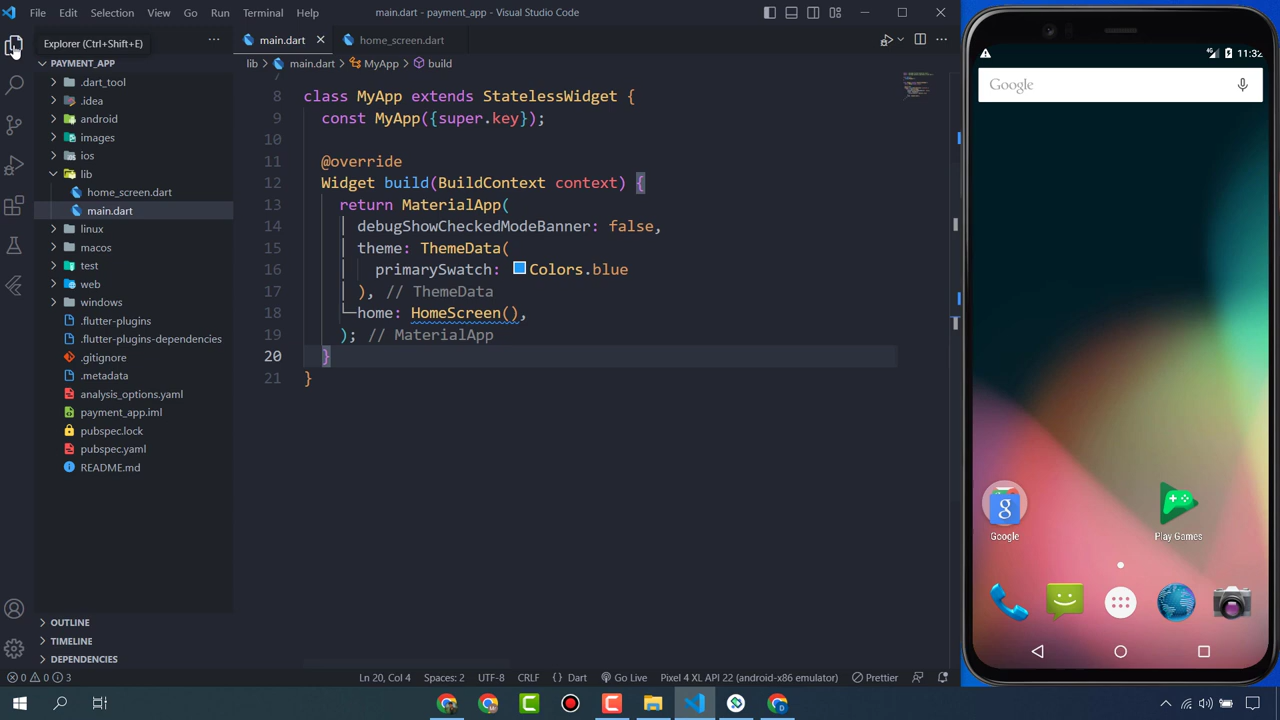 File Edit Selection View Go Run Terminal Help
main.dart - payment_app - Visual Studio Code
Explorer (Ctrl+Shift+E)
PAYMENT_APP
.dart_tool
.idea
android
images
ios
lib
home_screen.dart
main.dart
linux
macos
test
web
windows
.flutter-plugins
.flutter-plugins-dependencies
.gitignore
.metadata
analysis_options.yaml
payment_app.iml
pubspec.lock
pubspec.yaml
README.md
OUTLINE
TIMELINE
DEPENDENCIES
main.dart home_screen.dart
lib > main.dart > MyApp > build
7
8 class MyApp extends StatelessWidget {
9 const MyApp({super.key});
10
11 @override
12 Widget build(BuildContext context) {
13 return MaterialApp(
14 debugShowCheckedModeBanner: false,
15 theme: ThemeData(
16 primarySwatch: Colors.blue
17 ), // ThemeData
18 home: HomeScreen(),
19 ); // MaterialApp
20 }
21 }
0 0 3
Ln 20, Col 4 Spaces: 2 UTF-8 CRLF {} Dart Go Live Pixel 4 XL API 22 (android-x86 emulator) Prettier
4G 11:32
Google
Google
Play Games